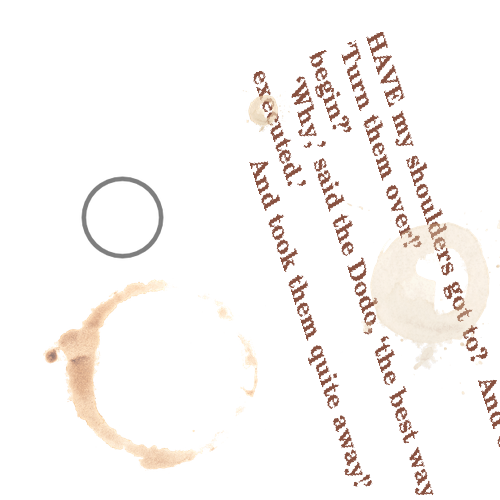 HAVE my shoulders got to? And
‘Turn them over!’
begin?’
‘Why,’ said the Dodo, ‘the best way
executed.’
And took them quite away!’